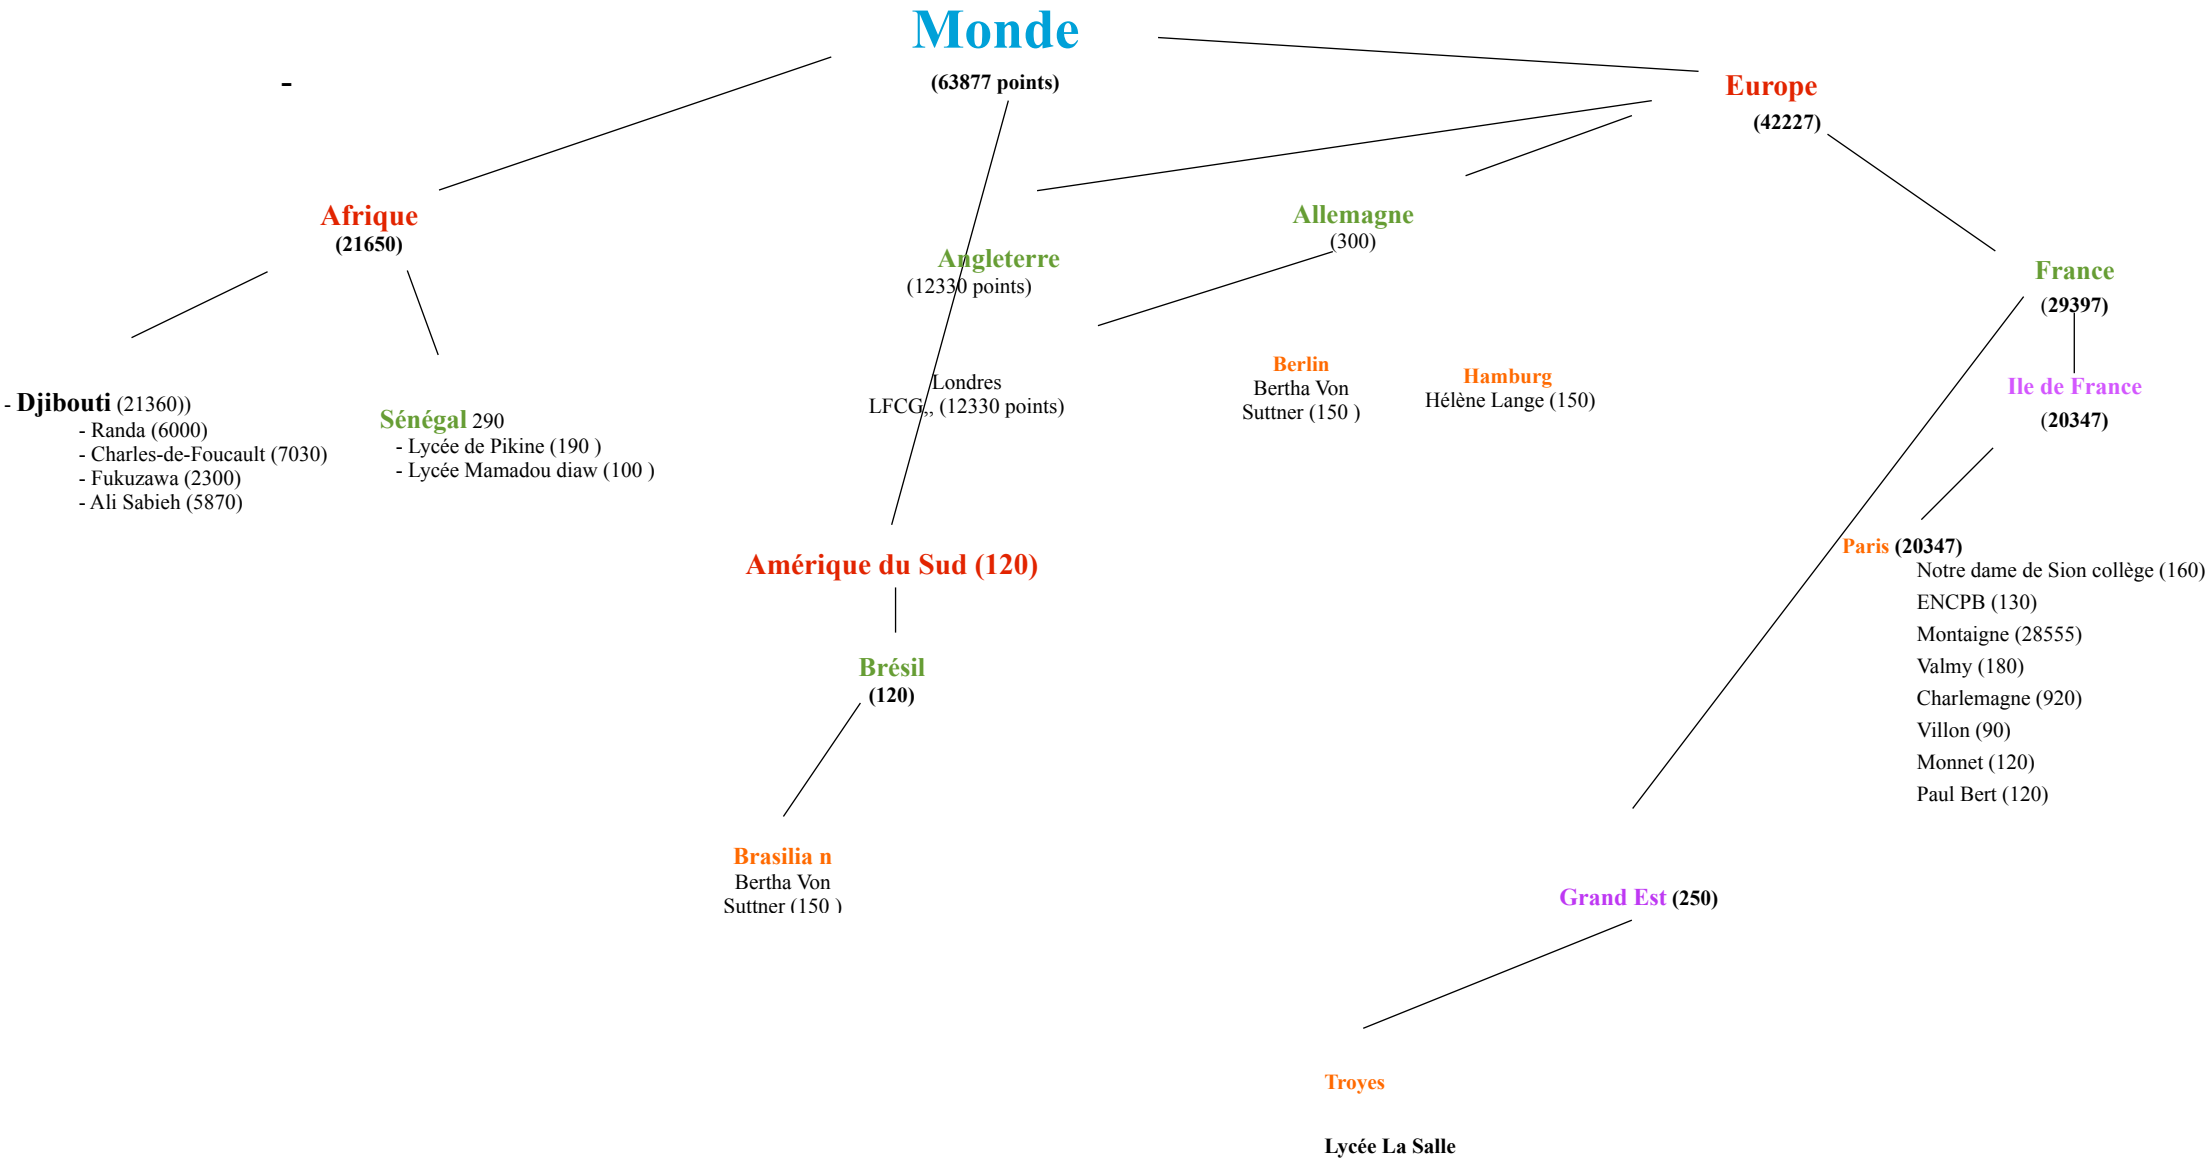 Monde
(63877 points)
-
Europe
(42227)
Afrique
(21650)
Angleterre
(12330 points)
Allemagne
(300)
France
(29397)
- Djibouti (21360))
- Randa (6000)
- Charles-de-Foucault (7030)
- Fukuzawa (2300)
- Ali Sabieh (5870)
Sénégal 290
- Lycée de Pikine (190 )
- Lycée Mamadou diaw (100 )
Londres
LFCG,, (12330 points)
Berlin
Bertha Von
Suttner (150 )
Hamburg
Hélène Lange (150)
Ile de France
(20347)
Paris (20347)
Notre dame de Sion collège (160)
ENCPB (130)
Montaigne (28555)
Valmy (180)
Charlemagne (920)
Villon (90)
Monnet (120)
Paul Bert (120)
Amérique du Sud (120)
Brésil
(120)
Brasilia n
Bertha Von
Suttner (150 )
Grand Est (250)
Troyes
Lycée La Salle